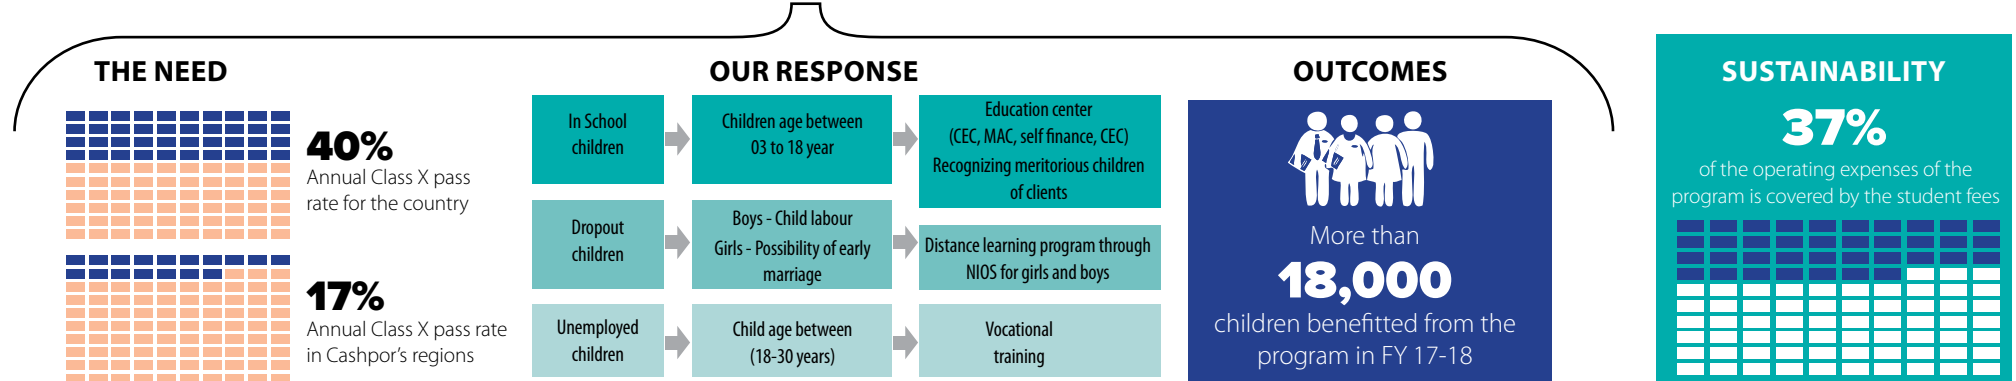 THE NEED
40%
Annual Class X pass
rate for the country
17%
Annual Class X pass rate
in Cashpor's regions
OUR RESPONSE
In School
children
Children age between
03 to 18 year
Education center
(CEC, MAC, self finance, CEC)
Recognizing meritorious children
of clients
Dropout
children
Boys - Child labour
Girls - Possibility of early
marriage
Distance learning program through
NIOS for girls and boys
Unemployed
children
Child age between
(18-30 years)
Vocational
training
OUTCOMES
More than
18,000
children benefitted from the
program in FY 17-18
SUSTAINABILITY
37%
of the operating expenses of the
program is covered by the student fees